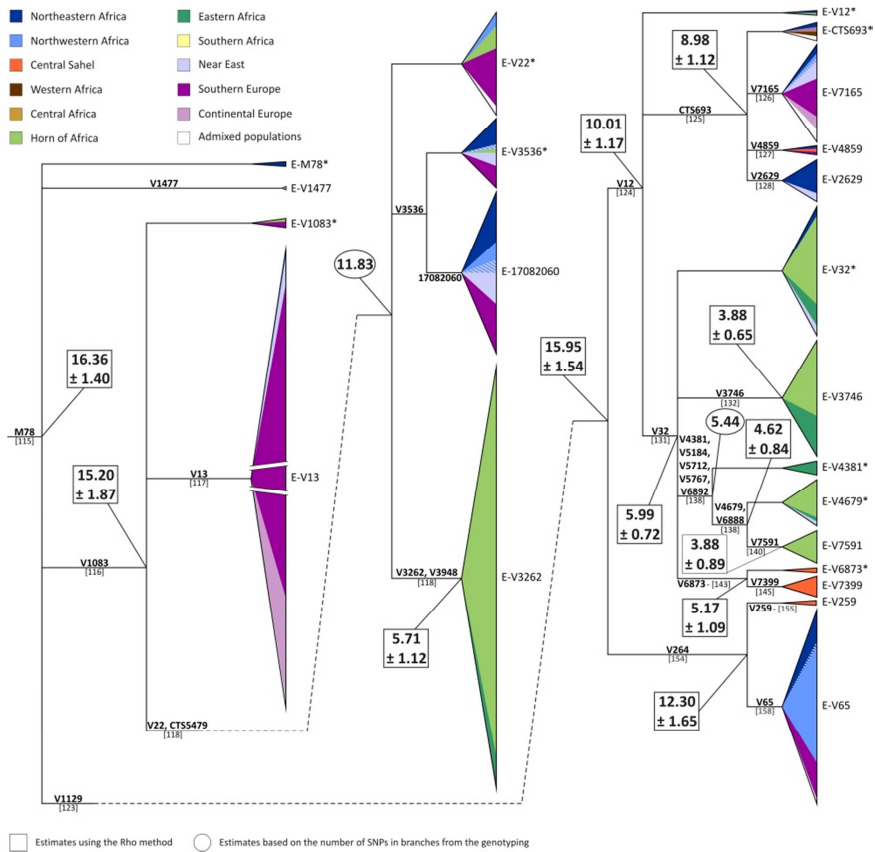 Northeastern Africa
Northwestern Africa
Central Sahel
Western Africa
Central Africa
Horn of Africa
Eastern Africa
Southern Africa
Near East
Southern Europe
Continental Europe
Admixed populations
E-M78*
V1477
E-V1477
E-V1083*
16.36
± 1.40
M78
[115]
15.20
± 1.87
V13
[117]
E-V13
V1083
[116]
V22, CTS5479
[118]
V1129
[123]
E-V22*
E-V3536*
V3536
11.83
17082060
E-17082060
V3262, V3948
[118]
E-V3262
5.71
± 1.12
15.95
± 1.54
E-V12*
E-CTS693*
8.98
± 1.12
V7165
[126]
E-V7165
CTS693
[125]
10.01
± 1.17
V4859
[127]
E-V4859
V12
[124]
V2629
[128]
E-V2629
E-V32*
3.88
± 0.65
V3746
[132]
E-V3746
5.44
V32
[131]
V4381,
V5184,
V5712,
V5767,
V6892
[138]
4.62
± 0.84
E-V4381*
V4679,
V6888
[138]
E-V4679*
5.99
± 0.72
V7591
[140]
E-V7591
3.88
± 0.89
E-V6873*
V6873 - [143]
V7399
[145]
E-V7399
5.17
± 1.09
V259 - [155]
E-V259
V264
[154]
12.30
± 1.65
V65
[158]
E-V65
Estimates using the Rho method
Estimates based on the number of SNPs in branches from the genotyping